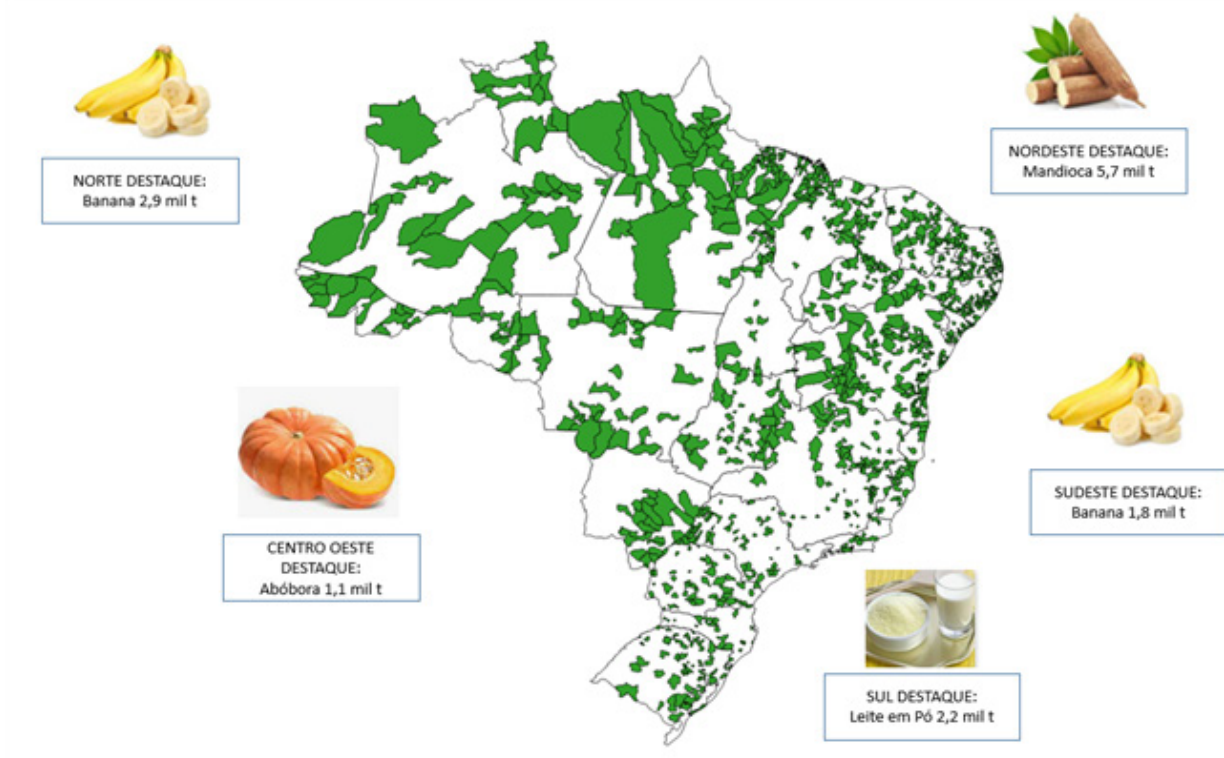 NORTE DESTAQUE:
Banana 2,9 mil t
NORDESTE DESTAQUE:
Mandioca 5,7 mil t
CENTRO OESTE
DESTAQUE:
Abóbora 1,1 mil t
SUDESTE DESTAQUE:
Banana 1,8 mil t
SUL DESTAQUE:
Leite em Pó 2,2 mil t